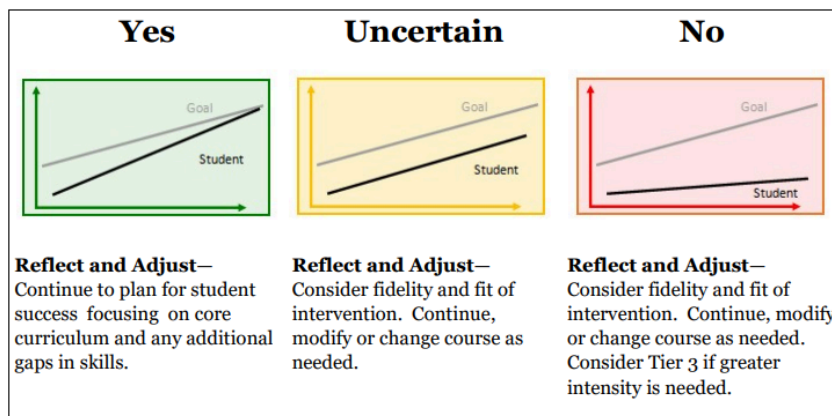 Yes
Uncertain
No
Goal
Student
Goal
Student
Goal
Student
Reflect and Adjust—
Continue to plan for student
success focusing on core
curriculum and any additional
gaps in skills.
Reflect and Adjust—
Consider fidelity and fit of
intervention. Continue,
modify or change course as
needed.
Reflect and Adjust—
Consider fidelity and fit of
intervention. Continue, modify
or change course as needed.
Consider Tier 3 if greater
intensity is needed.